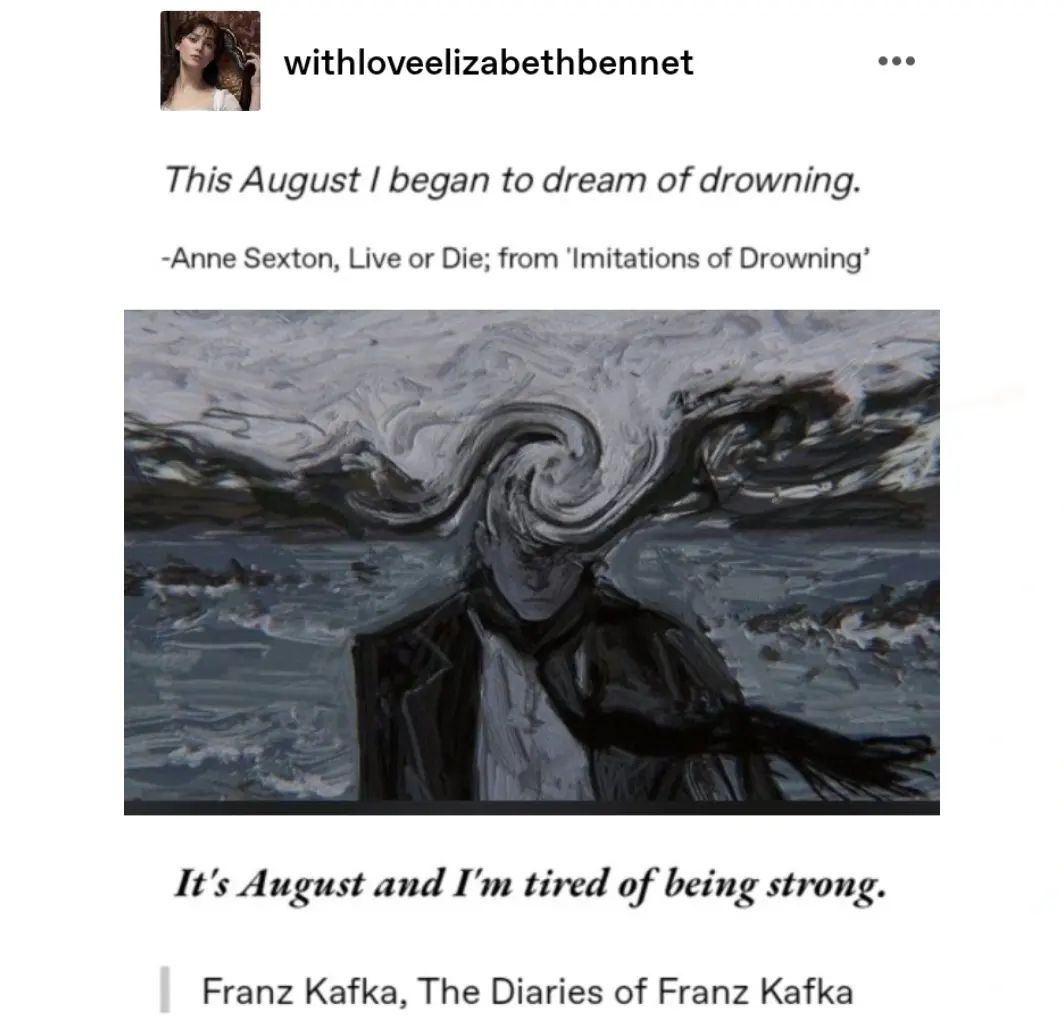 withloveelizabethbennet
This August I began to dream of drowning.
-Anne Sexton, Live or Die; from 'Imitations of Drowning’
It's August and I'm tired of being strong.
Franz Kafka, The Diaries of Franz Kafka